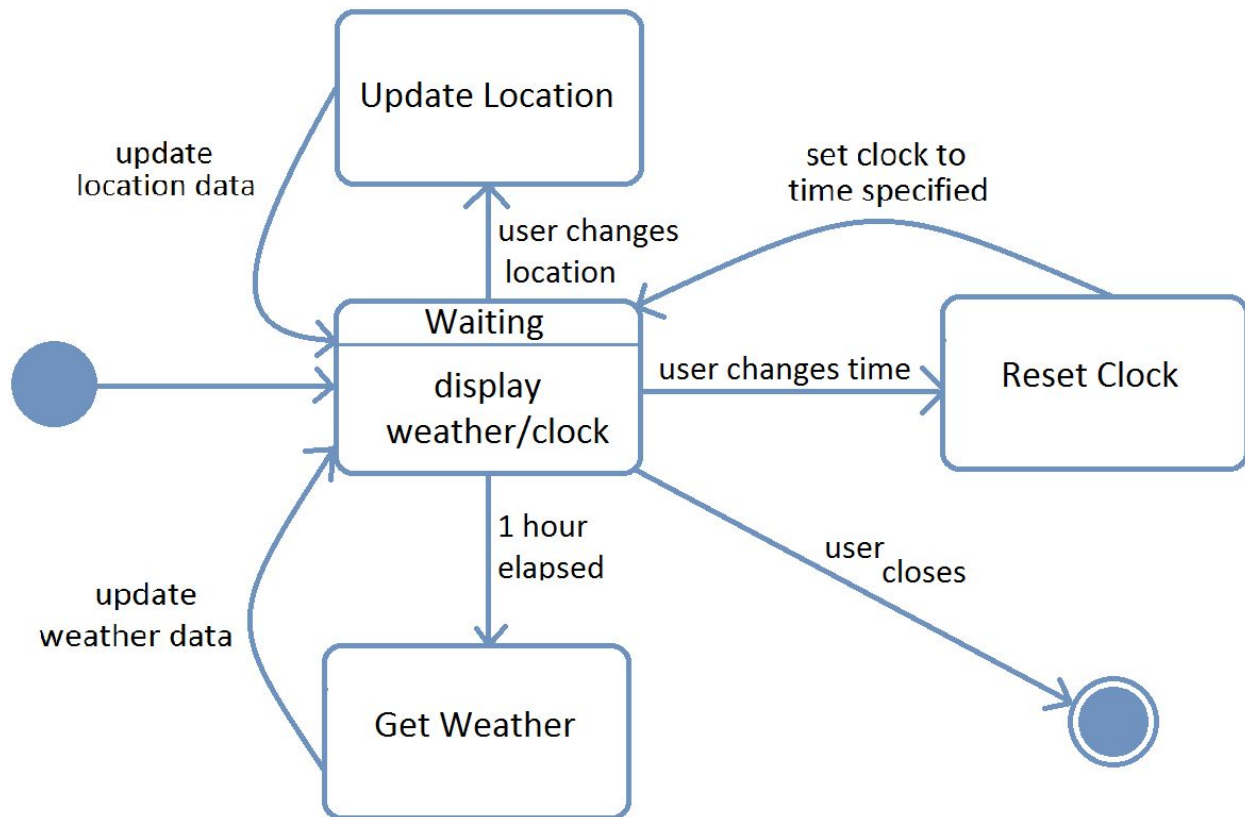 Update Location
update
location data
set clock to
time specified
user changes
location
Waiting
display
weather/clock
user changes time
Reset Clock
1 hour
elapsed
user
closes
update
weather data
Get Weather